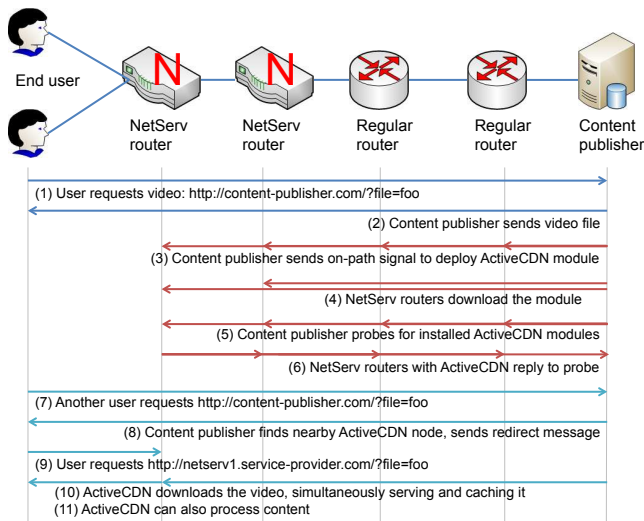 End user
N
N
NetServ
router
NetServ
router
Regular
router
Regular
router
Content
publisher
(1) User requests video: http://content-publisher.com/?file=foo
(2) Content publisher sends video file
(3) Content publisher sends on-path signal to deploy ActiveCDN module
(4) NetServ routers download the module
(5) Content publisher probes for installed ActiveCDN modules
(6) NetServ routers with ActiveCDN reply to probe
(7) Another user requests http://content-publisher.com/?file=foo
(8) Content publisher finds nearby ActiveCDN node, sends redirect message
(9) User requests http://netserv1.service-provider.com/?file=foo
(10) ActiveCDN downloads the video, simultaneously serving and caching it
(11) ActiveCDN can also process content